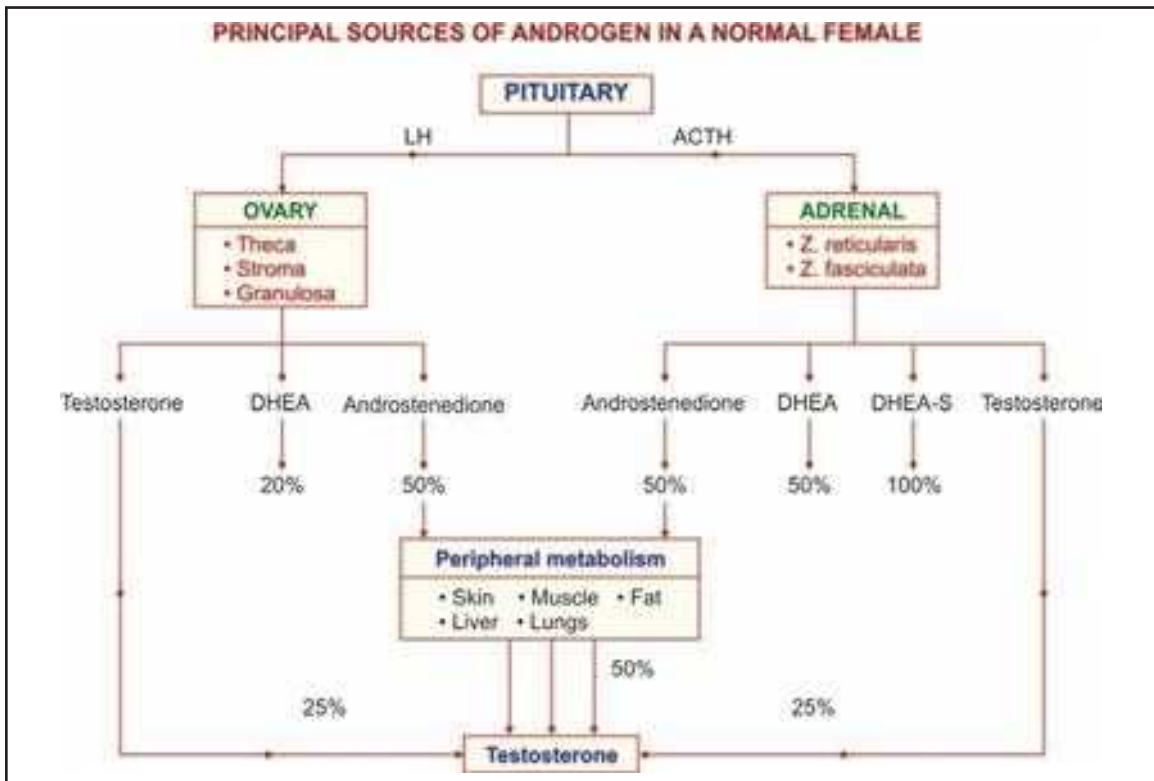 PRINCIPAL SOURCES OF ANDROGEN IN A NORMAL FEMALE
PITUITARY
LH
ACTH
OVARY
• Theca
• Stroma
• Granulosa
ADRENAL
• Z. reticularis
• Z. fasciculata
Testosterone
DHEA
Androstenedione
Androstenedione
DHEA
DHEA-S
Testosterone
20%
50%
50%
50%
100%
Peripheral metabolism
• Skin • Muscle • Fat
• Liver • Lungs
50%
25%
25%
Testosterone